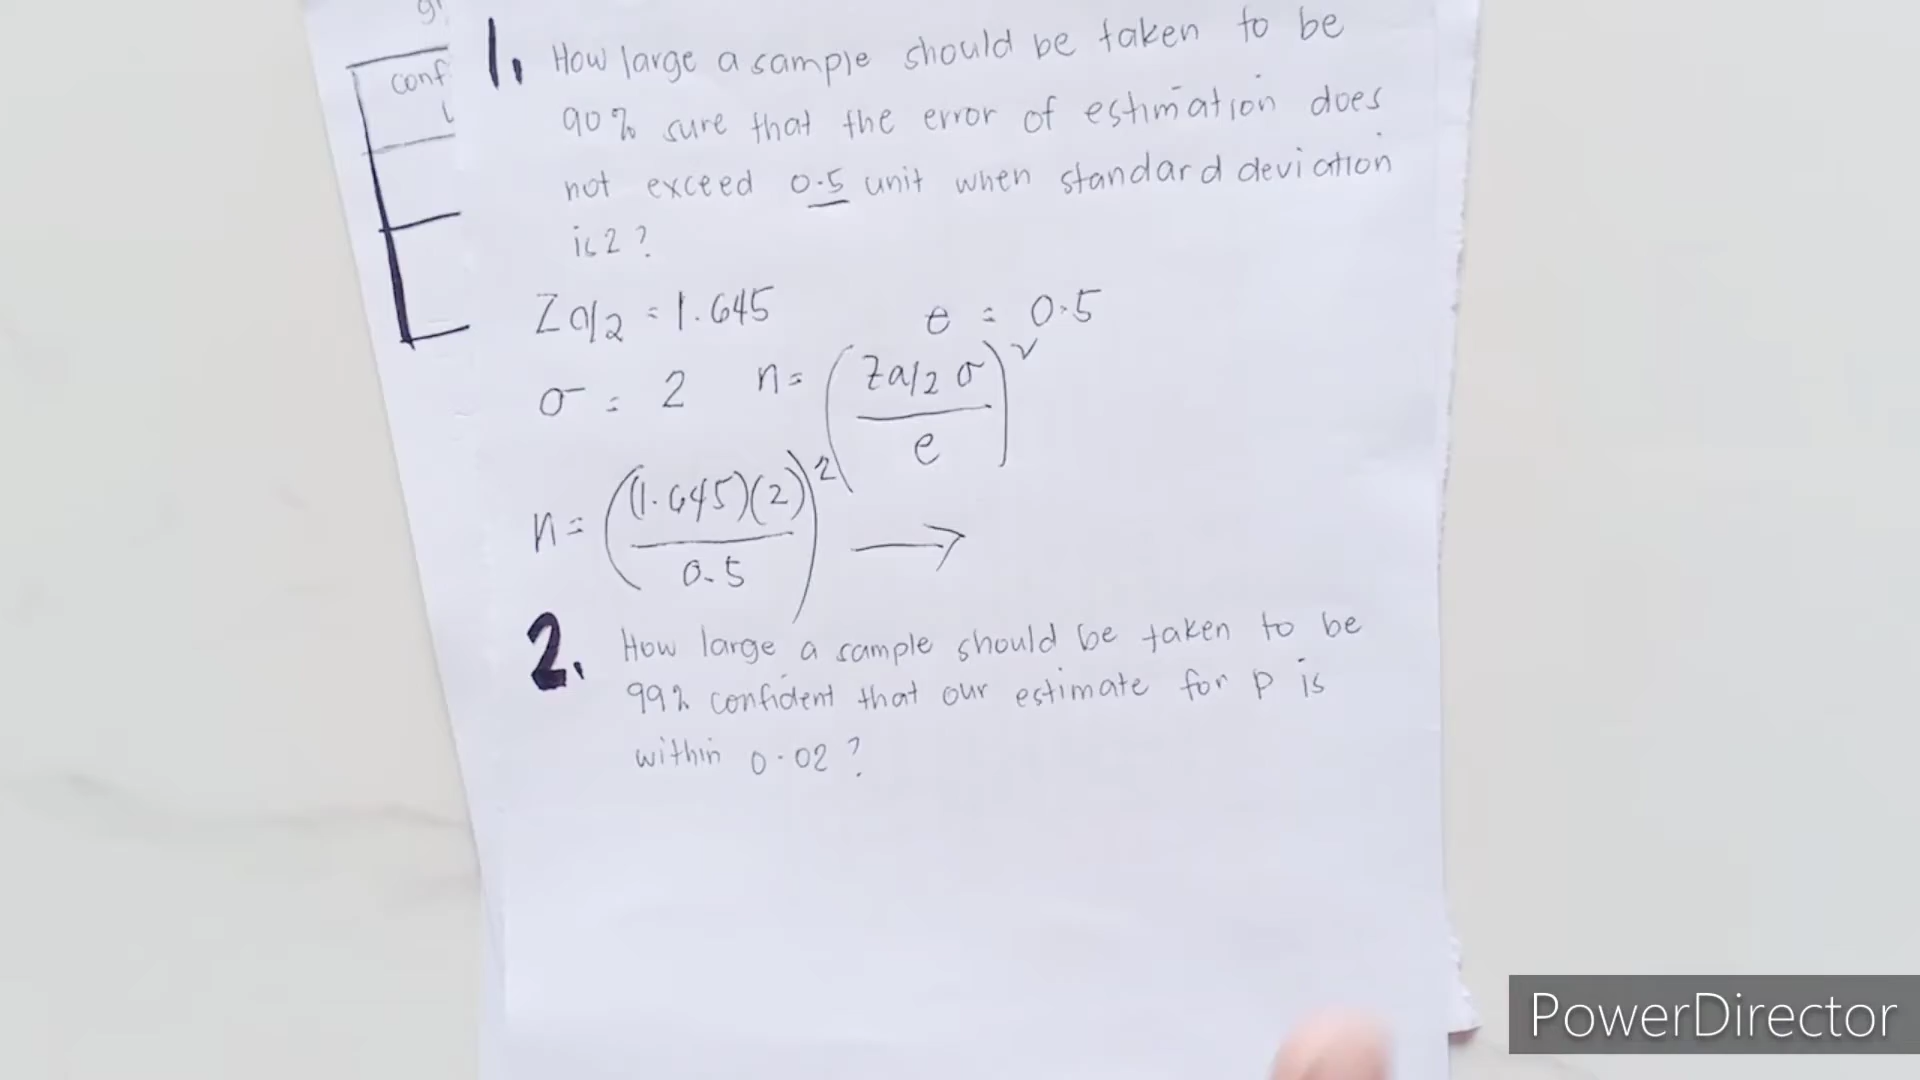 conf
1. How large a sample should be taken to be
90% sure that the error of estimation does
not exceed 0.5 unit when standard deviation
is 2?
Zα/2 = 1.645 e = 0.5
σ = 2 n = (Zα/2 σ / e)²
n = ((1.645)(2) / 0.5)² →
2. How large a sample should be taken to be
99% confident that our estimate for p is
within 0.02?
PowerDirector